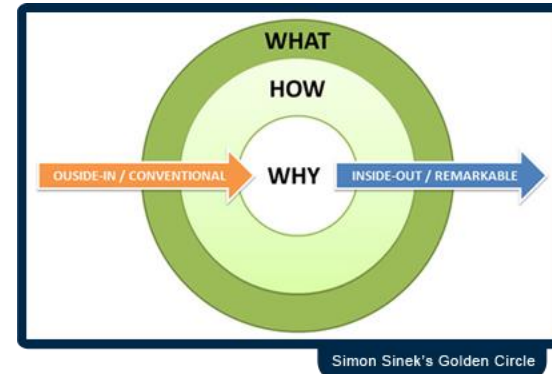 WHAT
HOW
OUSIDE-IN / CONVENTIONAL
WHY
INSIDE-OUT / REMARKABLE
Simon Sinek's Golden Circle